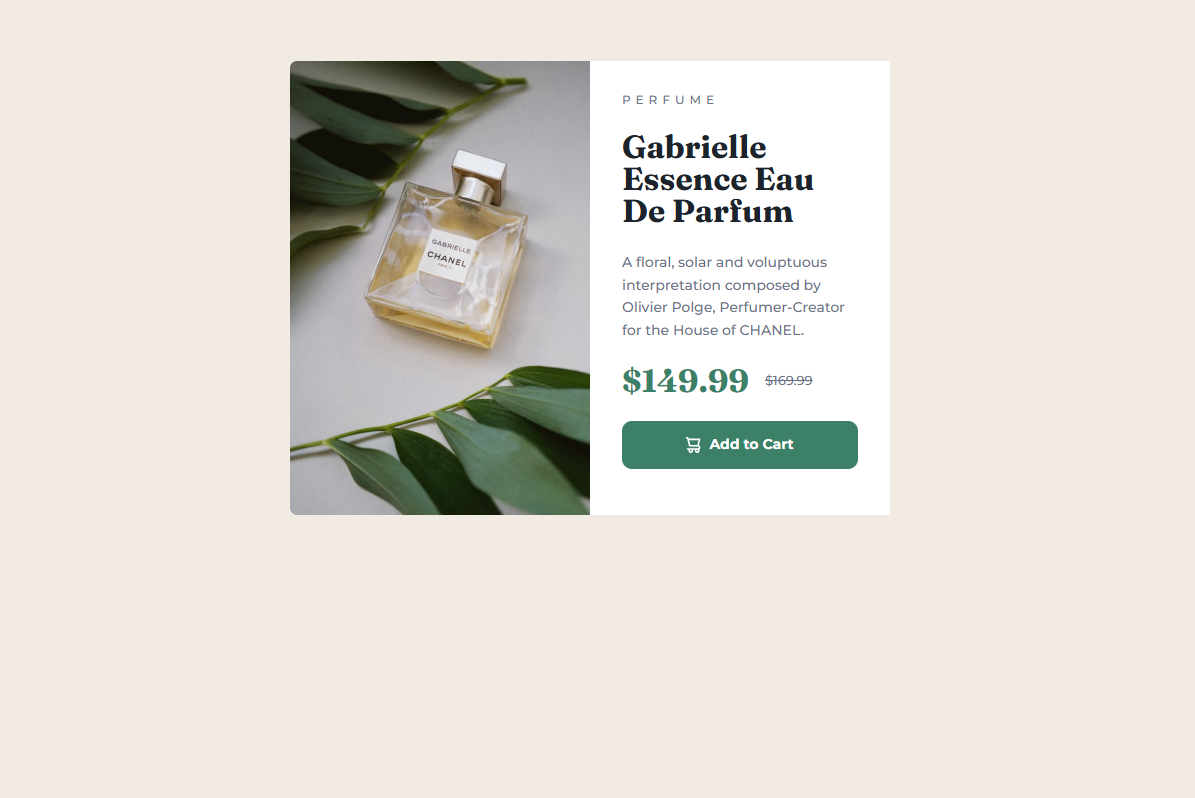 GABRIELLE
CHANEL
PARIS
PERFUME
Gabrielle
Essence Eau
De Parfum
A floral, solar and voluptuous
interpretation composed by
Olivier Polge, Perfumer-Creator
for the House of CHANEL.
$149.99 $169.99
Add to Cart